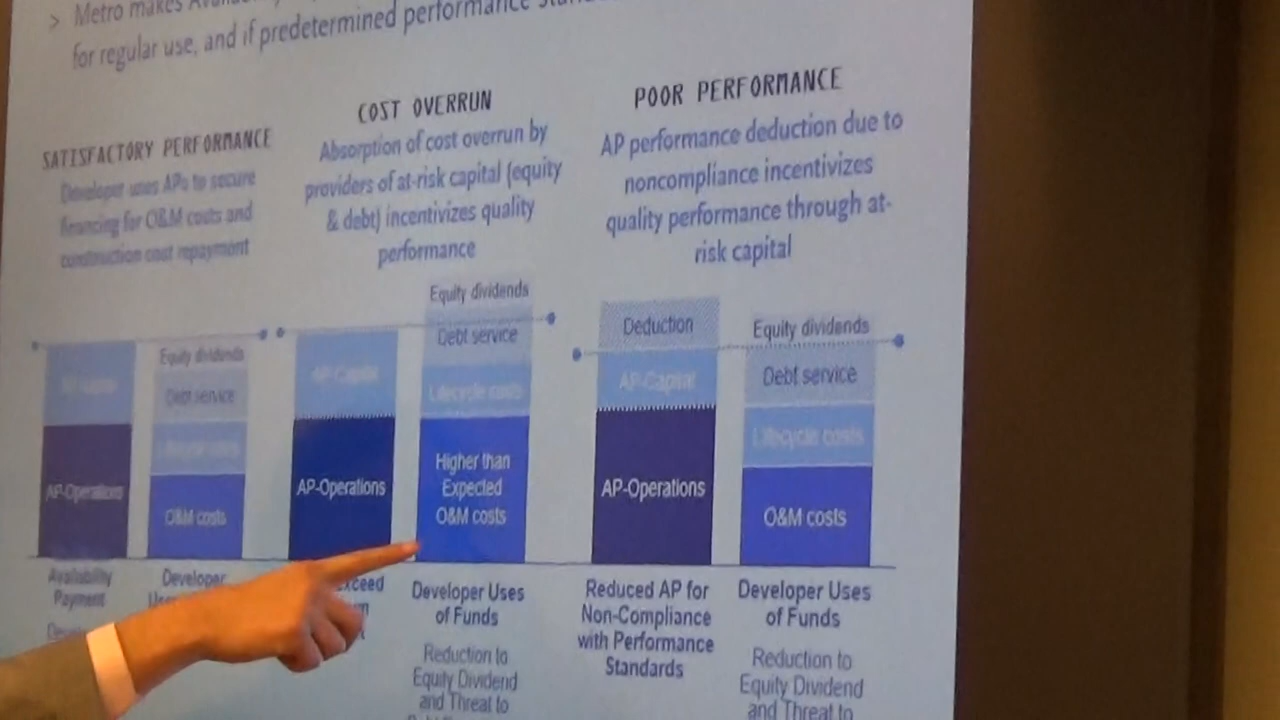 > Metro makes
for regular use, and if predetermined performance
SATISFACTORY PERFORMANCE
Developer uses APs to secure
financing for O&M costs and
construction cost repayment
COST OVERRUN
Absorption of cost overrun by
providers of at-risk capital (equity
& debt) incentivizes quality
performance
POOR PERFORMANCE
AP performance deduction due to
noncompliance incentivizes
quality performance through at-
risk capital
AP-Operations
Availability
Payment
Equity dividends
Debt service
Lifecycle costs
O&M costs
Developer
AP-Capital
AP-Operations
Equity dividends
Debt service
Lifecycle costs
Higher than
Expected
O&M costs
Developer Uses
of Funds
Reduction to
Equity Dividend
and Threat to
Deduction
AP-Capital
AP-Operations
Reduced AP for
Non-Compliance
with Performance
Standards
Equity dividends
Debt service
Lifecycle costs
O&M costs
Developer Uses
of Funds
Reduction to
Equity Dividend
and Threat to